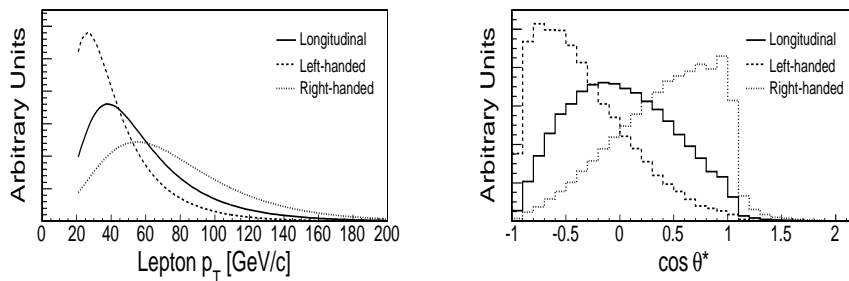 Arbitrary Units
Longitudinal
Left-handed
Right-handed
0 20 40 60 80 100 120 140 160 180 200
Lepton p_T [GeV/c]
Arbitrary Units
Longitudinal
Left-handed
Right-handed
-1 -0.5 0 0.5 1 1.5 2
cos θ*